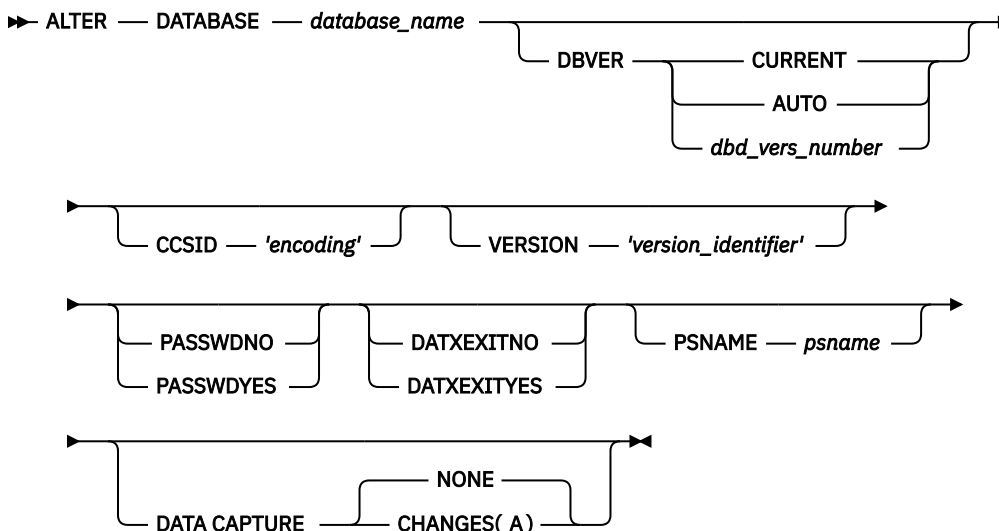 ALTER DATABASE database_name
DBVER CURRENT
AUTO
dbd_vers_number
CCSID 'encoding' VERSION 'version_identifier'
PASSWDNO DATXEXITNO PSNAME psname
PASSWDYES DATXEXITYES
NONE
DATA CAPTURE CHANGES( A )